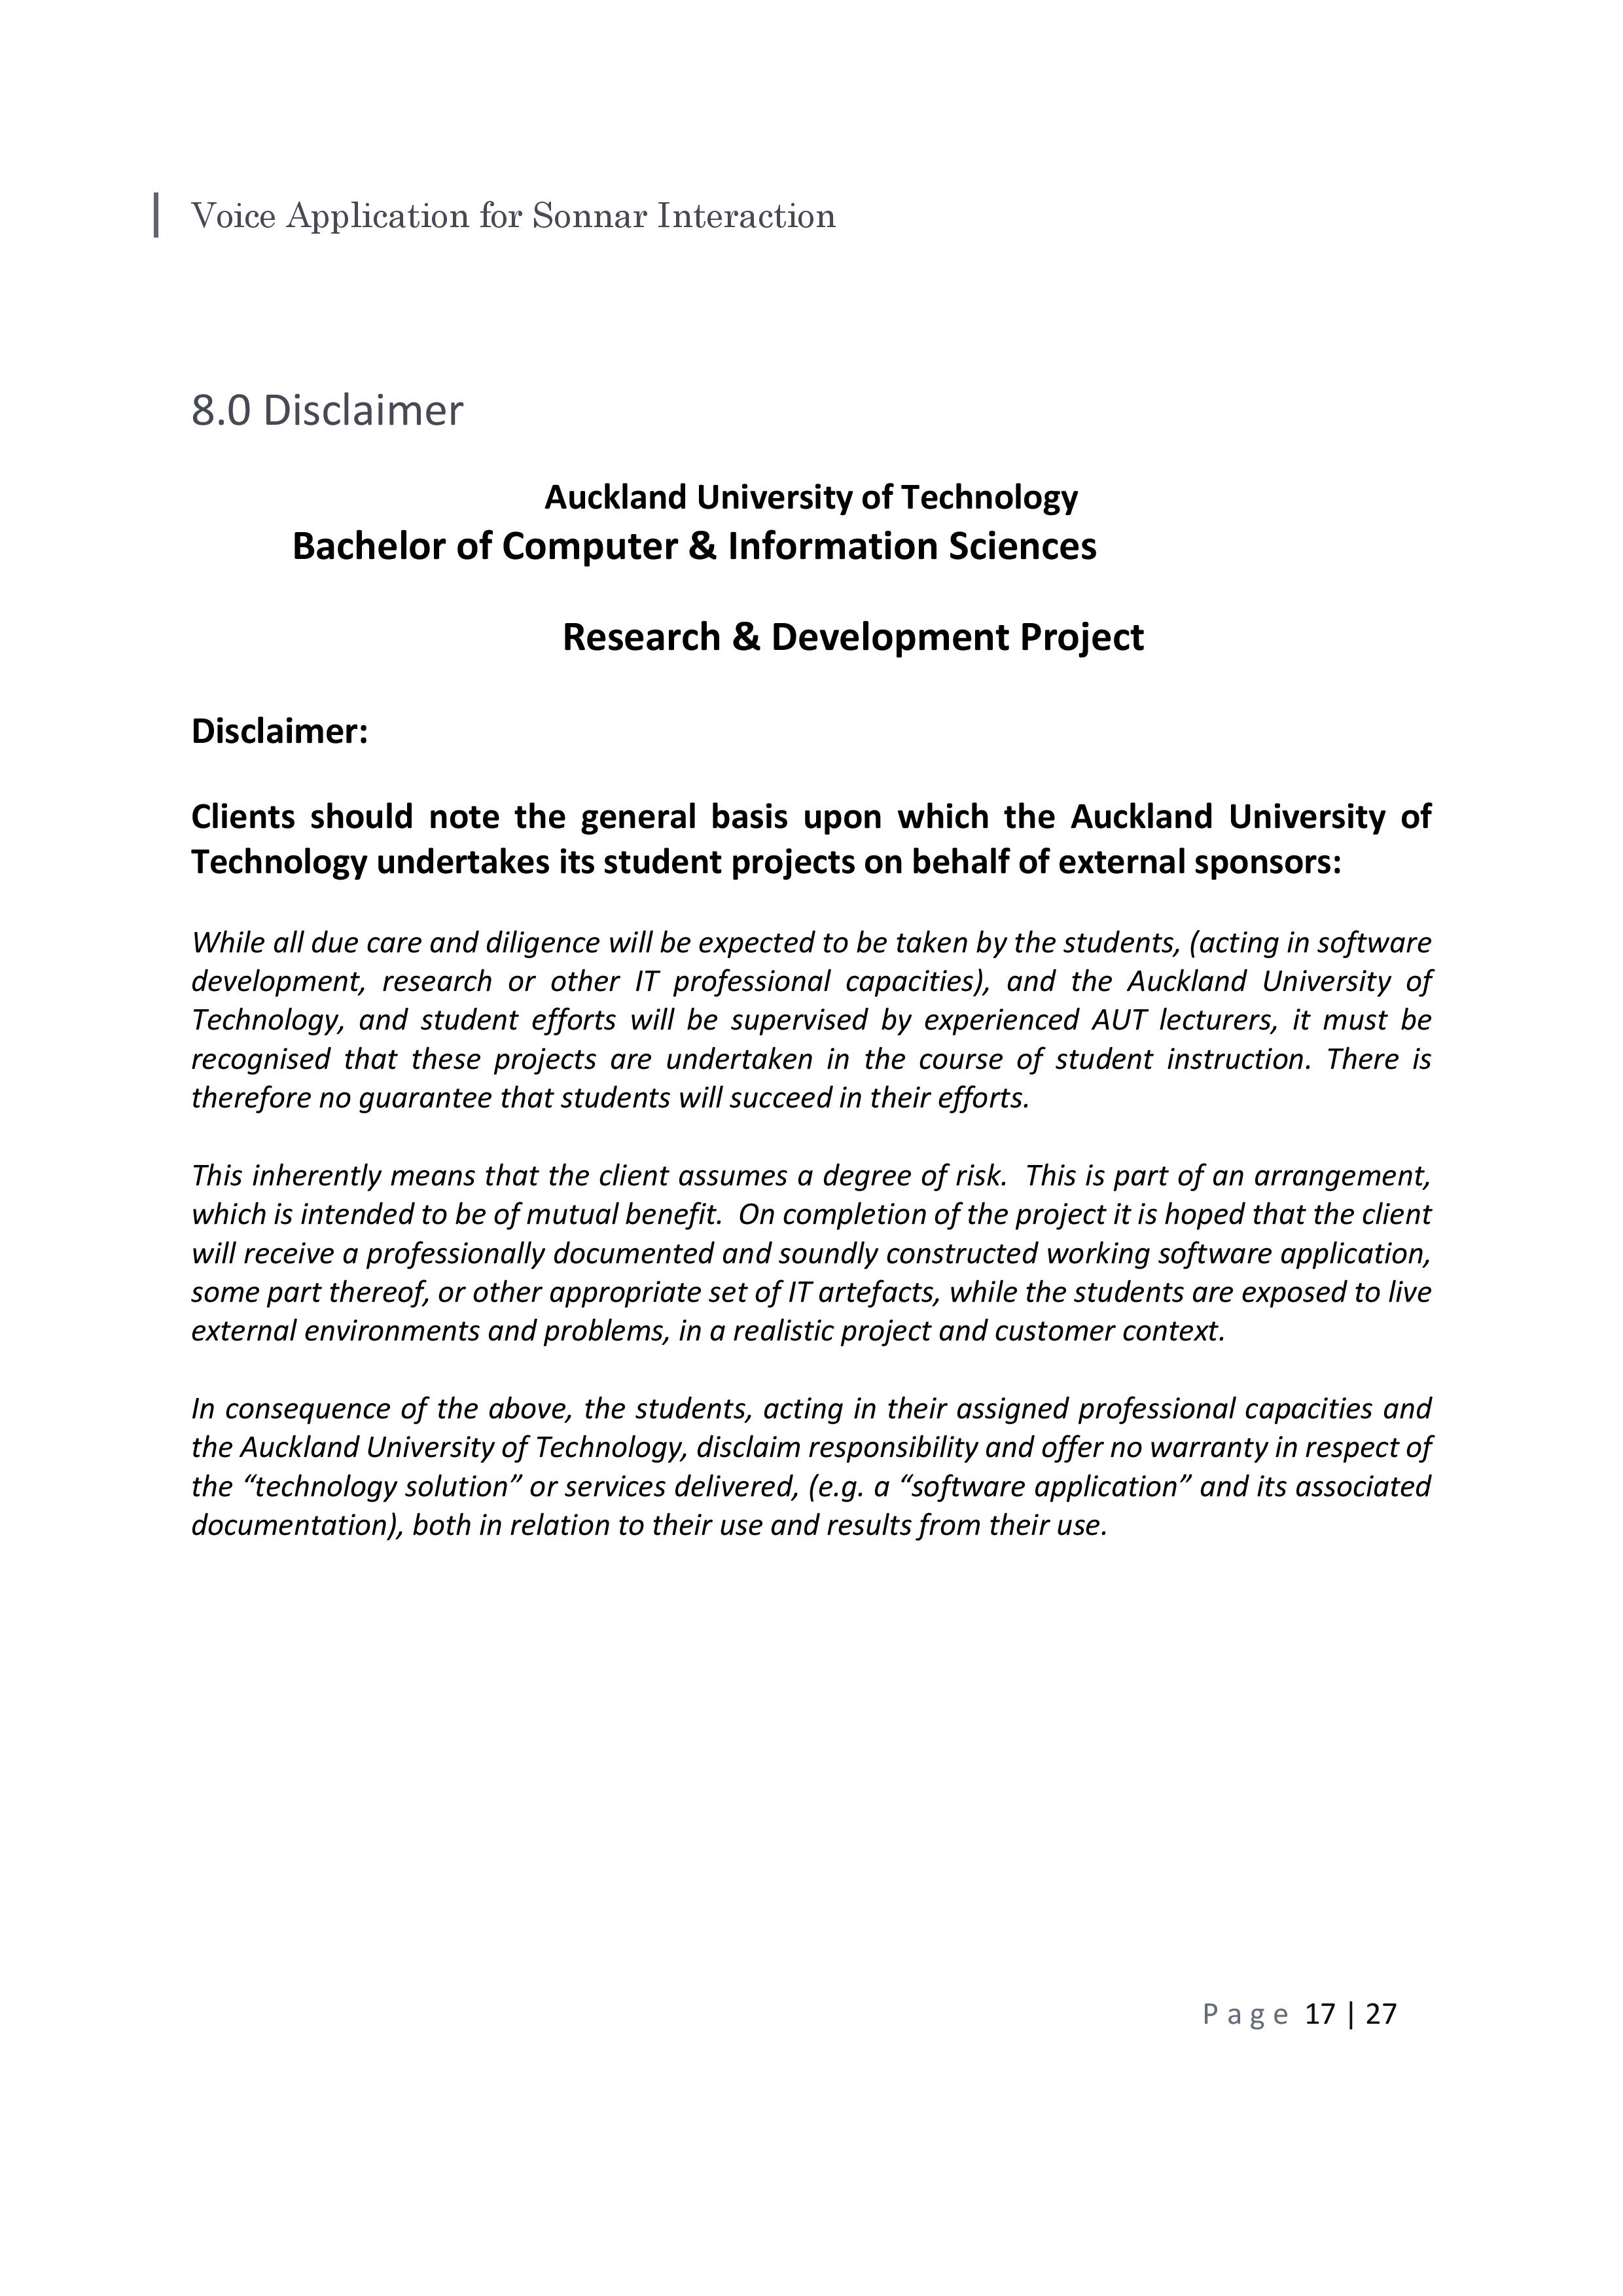 Voice Application for Sonnar Interaction
8.0 Disclaimer
Auckland University of Technology
Bachelor of Computer & Information Sciences
Research & Development Project
Disclaimer:
Clients should note the general basis upon which the Auckland University of
Technology undertakes its student projects on behalf of external sponsors:
While all due care and diligence will be expected to be taken by the students, (acting in software
development, research or other IT professional capacities), and the Auckland University of
Technology, and student efforts will be supervised by experienced AUT lecturers, it must be
recognised that these projects are undertaken in the course of student instruction. There is
therefore no guarantee that students will succeed in their efforts.
This inherently means that the client assumes a degree of risk.  This is part of an arrangement,
which is intended to be of mutual benefit.  On completion of the project it is hoped that the client
will receive a professionally documented and soundly constructed working software application,
some part thereof, or other appropriate set of IT artefacts, while the students are exposed to live
external environments and problems, in a realistic project and customer context.
In consequence of the above, the students, acting in their assigned professional capacities and
the Auckland University of Technology, disclaim responsibility and offer no warranty in respect of
the “technology solution” or services delivered, (e.g. a “software application” and its associated
documentation), both in relation to their use and results from their use.
Page 17 | 27